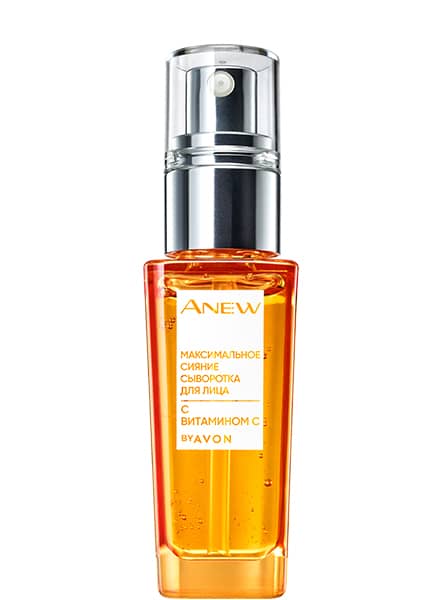 ANEW
МАКСИМАЛЬНОЕ
СИЯНИЕ
СЫВОРОТКА
ДЛЯ ЛИЦА
С
ВИТАМИНОМ С
BY AVON